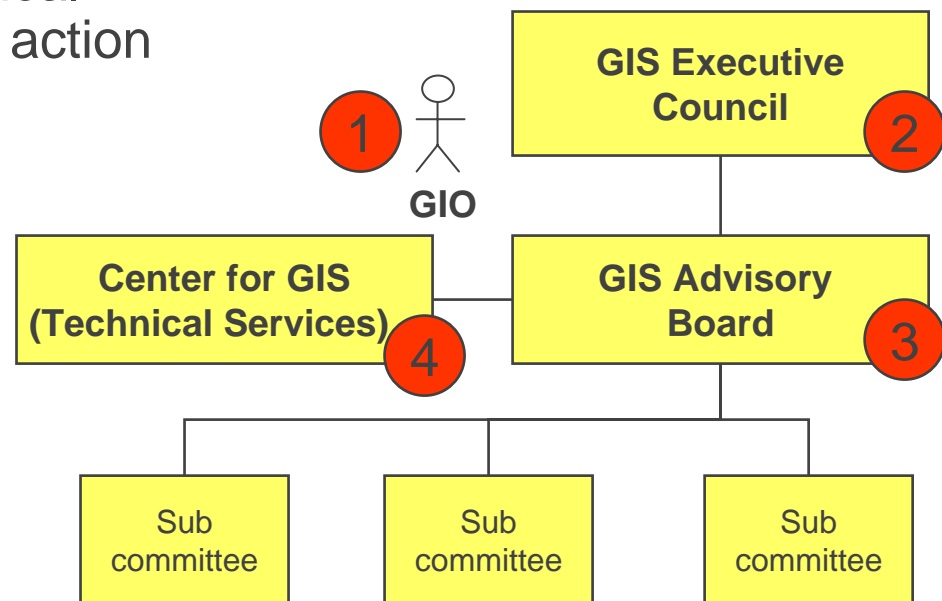 action
GIS Executive
Council
1
2
GIO
Center for GIS
(Technical Services)
4
GIS Advisory
Board
3
Sub
committee
Sub
committee
Sub
committee